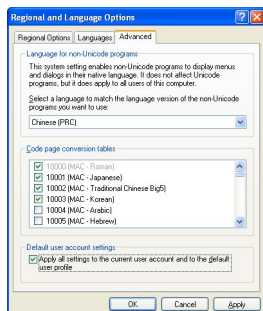 Regional and Language Options
Regional Options
Languages
Advanced
Language for non-Unicode programs
This system setting enables non-Unicode programs to display menus
and dialogs in their native language. It does not affect Unicode
programs, but it does apply to all users of this computer.
Select a language to match the language version of the non-Unicode
programs you want to use:
Chinese (PRC)
Code page conversion tables
10000 (MAC - Roman)
10001 (MAC - Japanese)
10002 (MAC - Traditional Chinese Big5)
10003 (MAC - Korean)
10004 (MAC - Arabic)
10005 (MAC - Hebrew)
Default user account settings
Apply all settings to the current user account and to the default
user profile
OK
Cancel
Apply